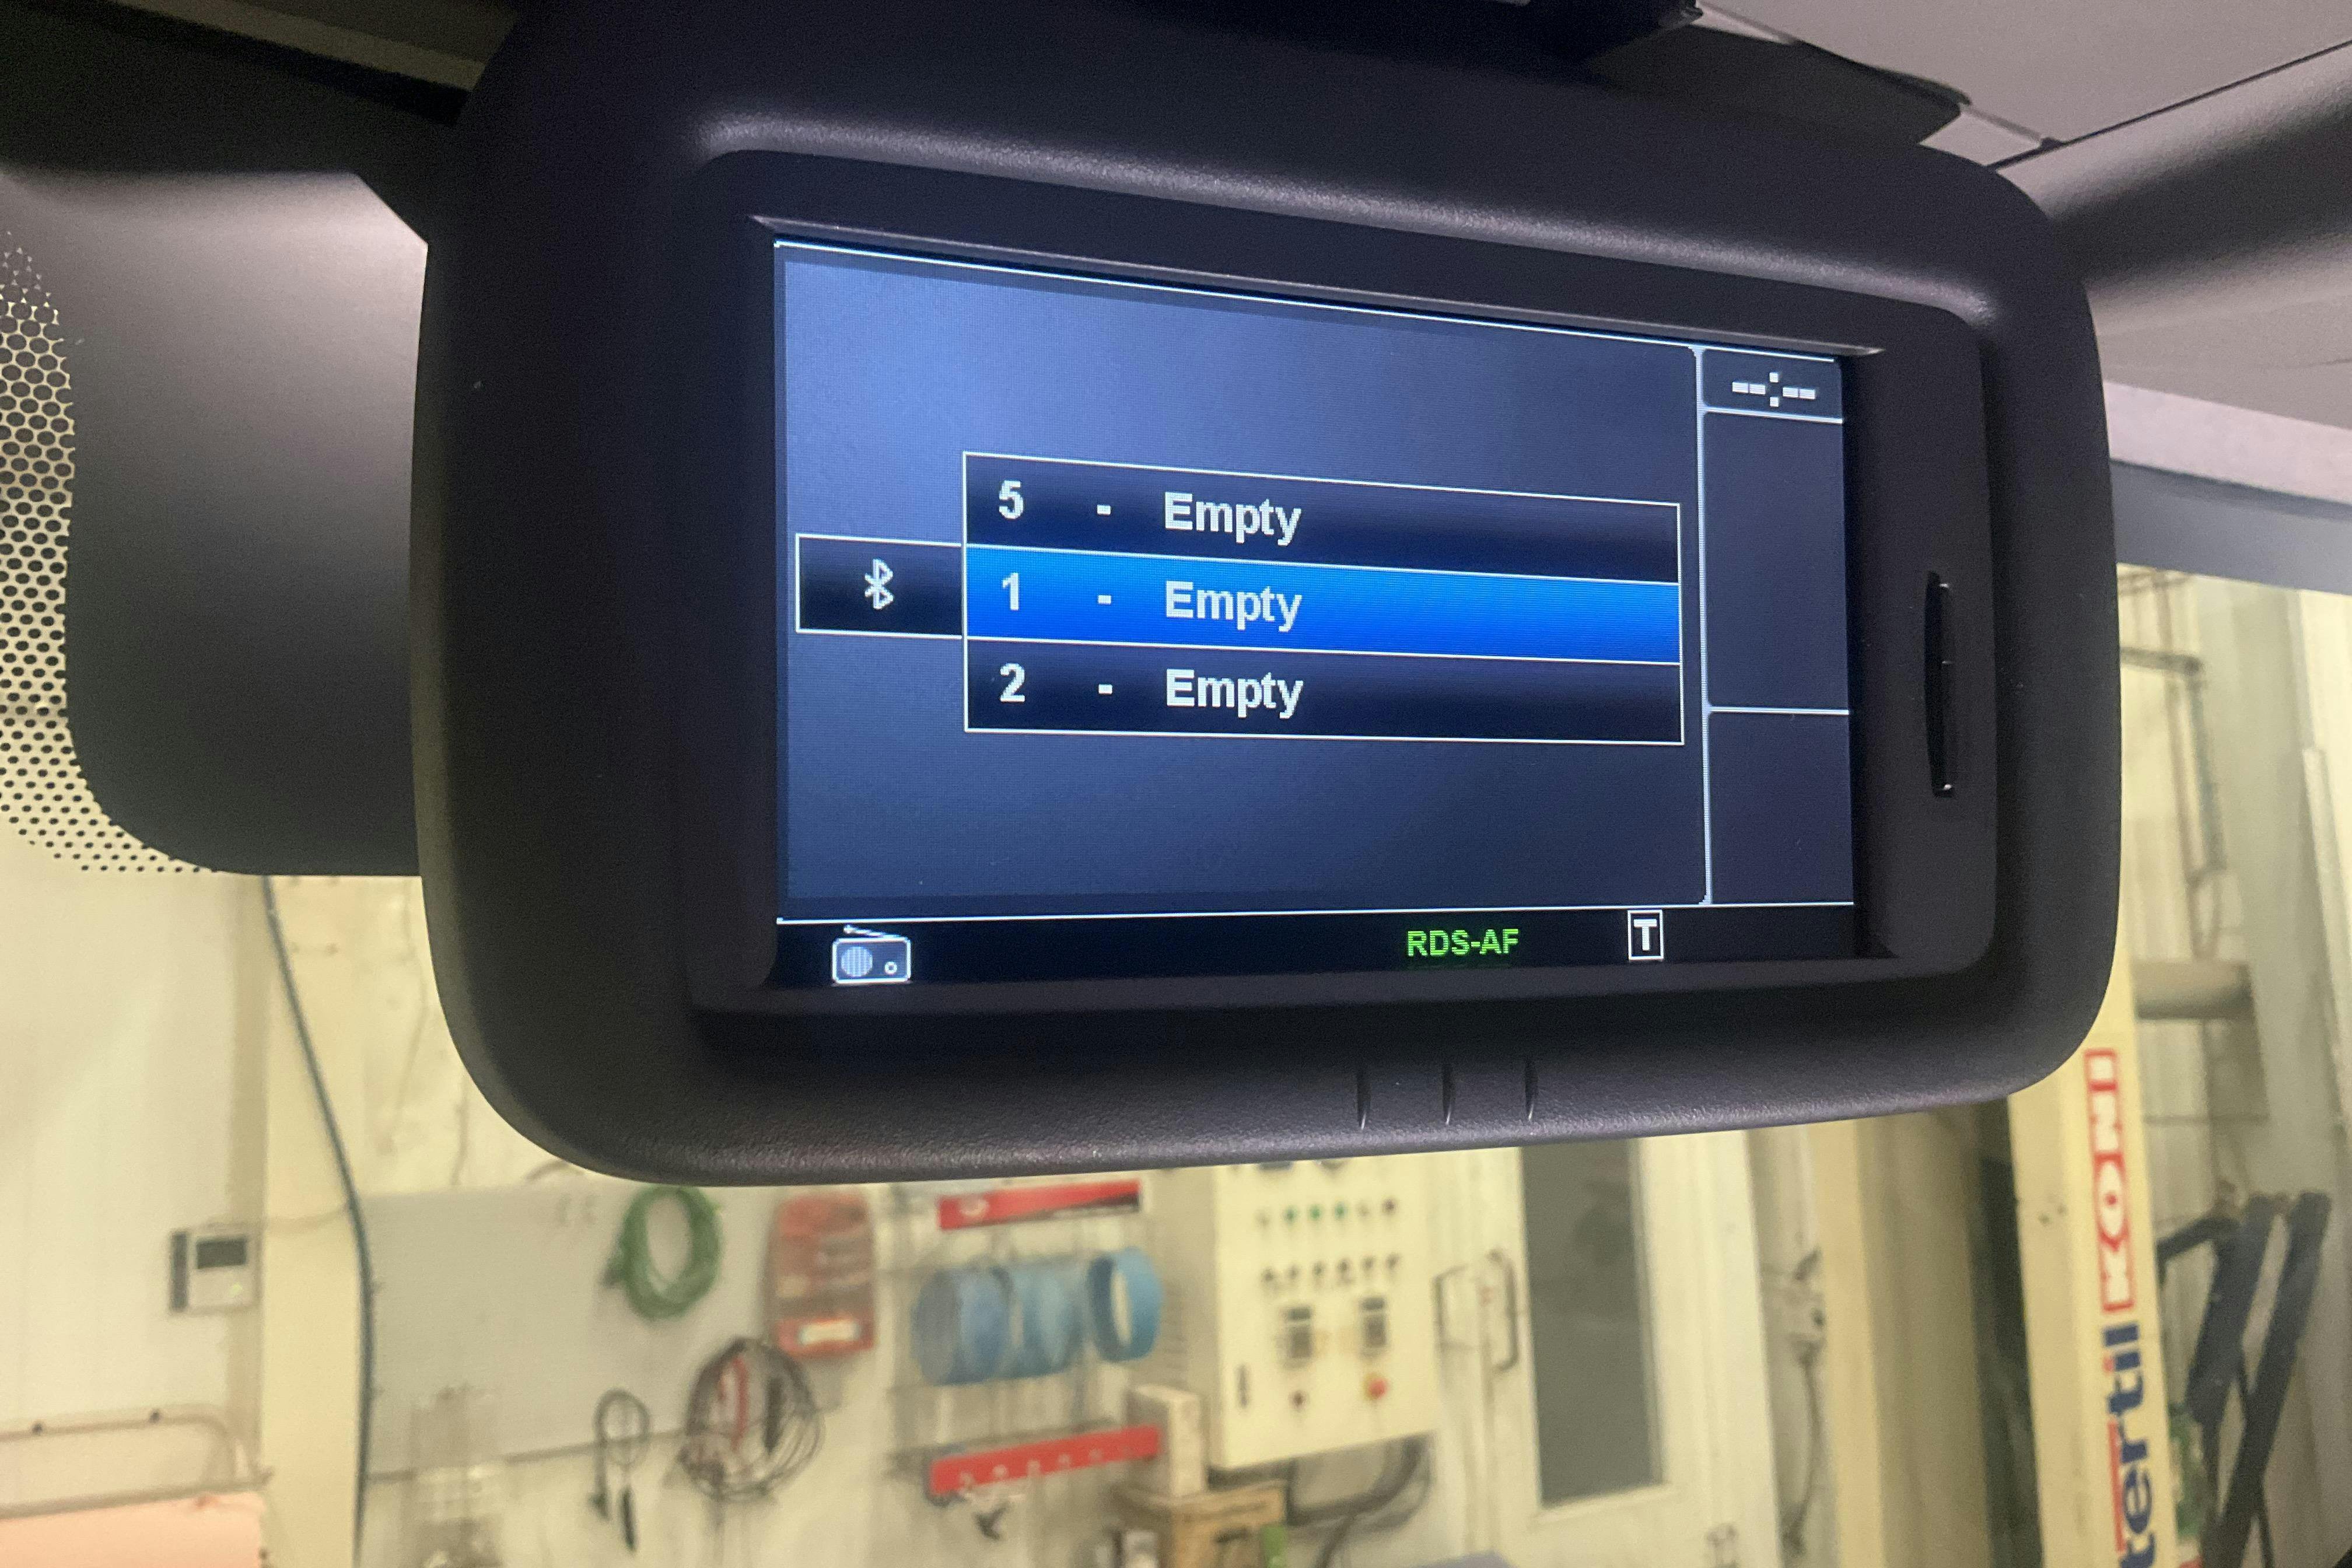 --:--
5 - Empty
1 - Empty
2 - Empty
RDS-AF
T
tertil KONI